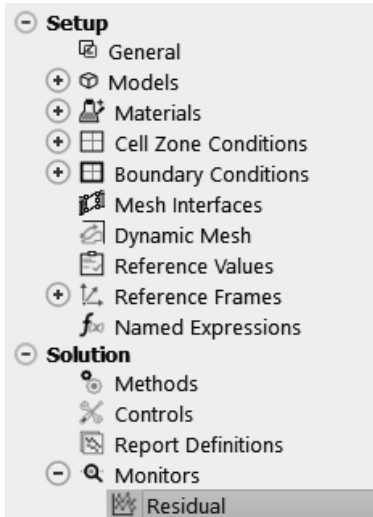 Setup
General
Models
Materials
Cell Zone Conditions
Boundary Conditions
Mesh Interfaces
Dynamic Mesh
Reference Values
Reference Frames
f(x) Named Expressions
Solution
Methods
Controls
Report Definitions
Monitors
Residual